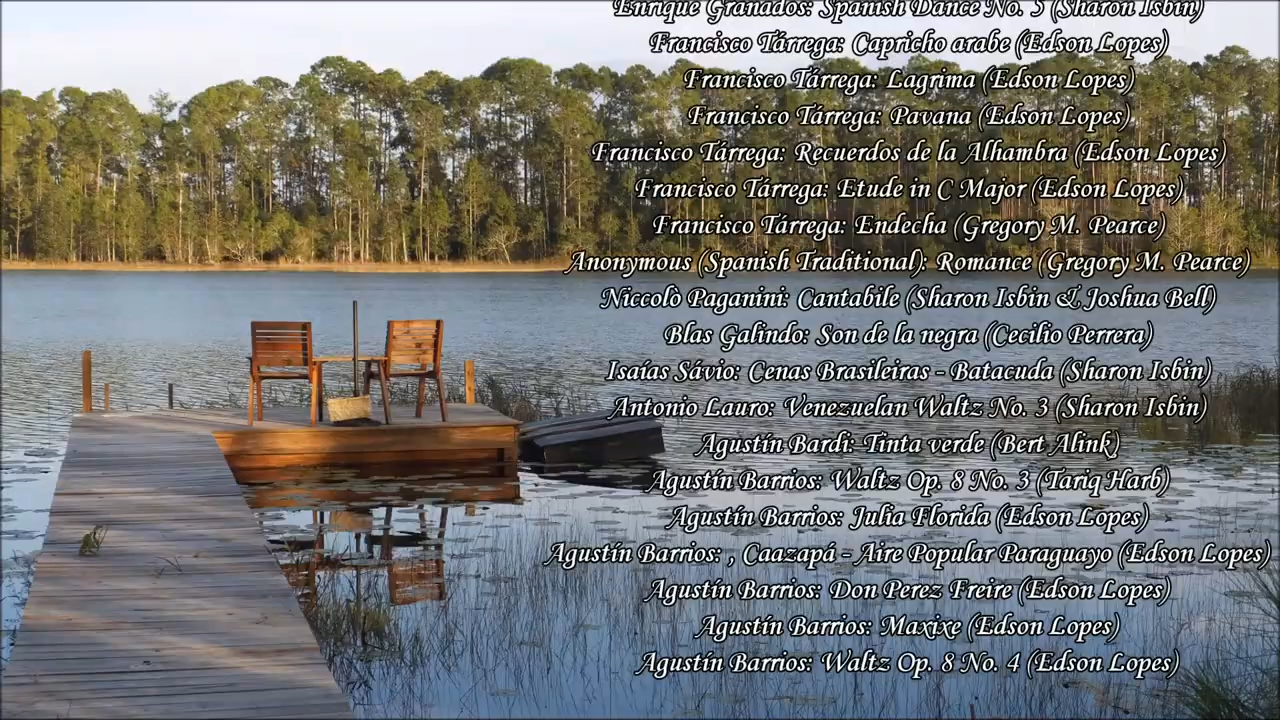 Enrique Granados: Spanish Dance No. 5 (Sharon Isbin)
Francisco Tárrega: Capricho arabe (Edson Lopes)
Francisco Tárrega: Lagrima (Edson Lopes)
Francisco Tárrega: Pavana (Edson Lopes)
Francisco Tárrega: Recuerdos de la Alhambra (Edson Lopes)
Francisco Tárrega: Etude in C Major (Edson Lopes)
Francisco Tárrega: Endecha (Gregory M. Pearce)
Anonymous (Spanish Traditional): Romance (Gregory M. Pearce)
Niccolò Paganini: Cantabile (Sharon Isbin & Joshua Bell)
Blas Galindo: Son de la negra (Cecilio Perrera)
Isaías Sávio: Cenas Brasileiras - Batacuda (Sharon Isbin)
Antonio Lauro: Venezuelan Waltz No. 3 (Sharon Isbin)
Agustín Bardi: Tinta verde (Bert Alink)
Agustín Barrios: Waltz Op. 8 No. 3 (Tariq Harb)
Agustín Barrios: Julia Florida (Edson Lopes)
Agustín Barrios: , Caazapá - Aire Popular Paraguayo (Edson Lopes)
Agustín Barrios: Don Perez Freire (Edson Lopes)
Agustín Barrios: Maxixe (Edson Lopes)
Agustín Barrios: Waltz Op. 8 No. 4 (Edson Lopes)